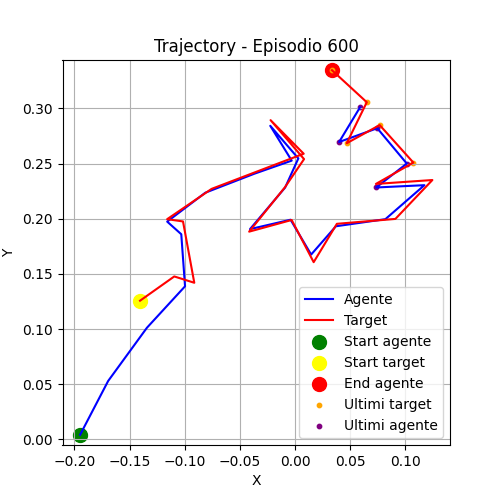 Trajectory - Episodio 600
Y
0.30
0.25
0.20
0.15
0.10
0.05
0.00
−0.20 −0.15 −0.10 −0.05 0.00 0.05 0.10
X
Agente
Target
Start agente
Start target
End agente
Ultimi target
Ultimi agente